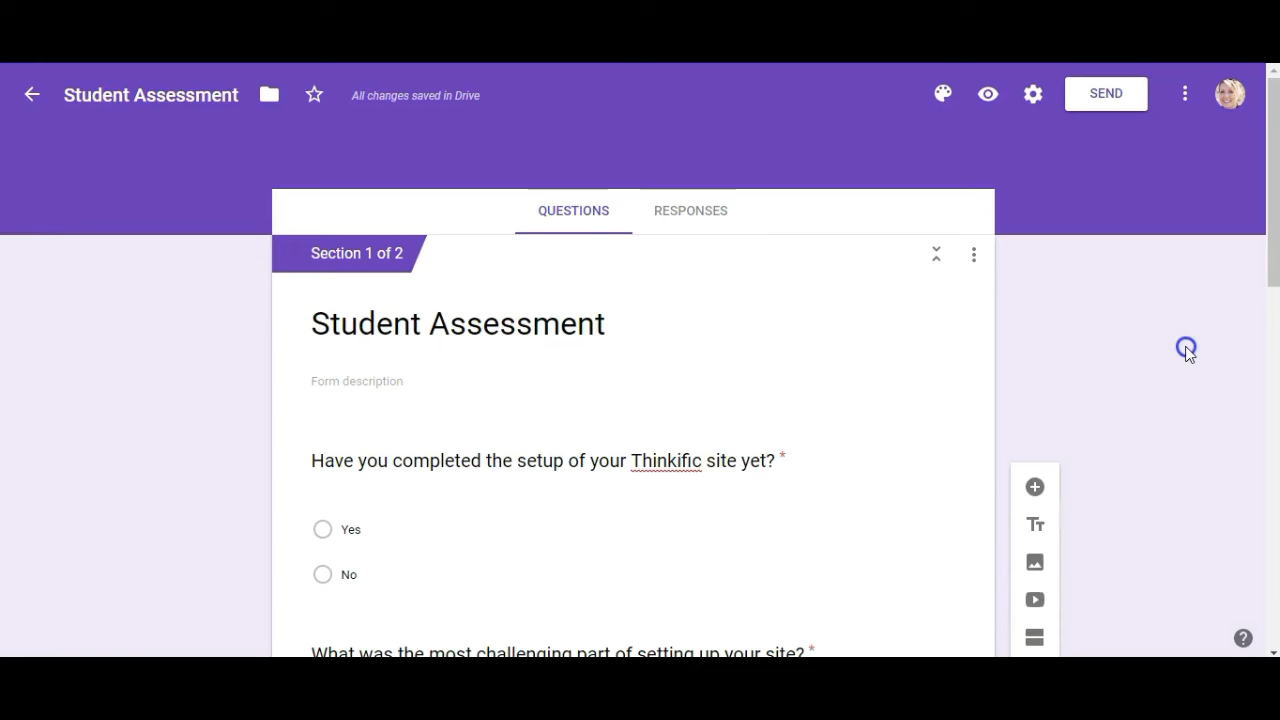 Student Assessment
All changes saved in Drive
SEND
QUESTIONS
RESPONSES
Section 1 of 2
Student Assessment
Form description
Have you completed the setup of your Thinkific site yet? *
Yes
No
Tт
What was the most challenging part of setting up your site? *